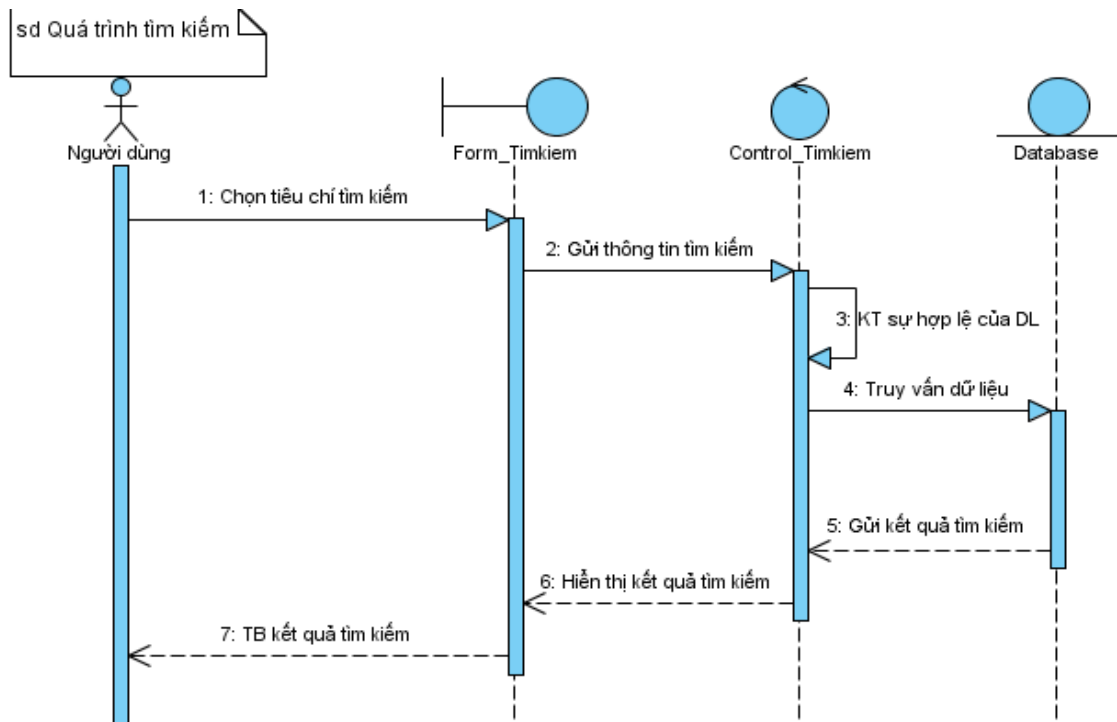 sd Quá trình tìm kiếm
Người dùng
Form_Timkiem
Control_Timkiem
Database
1: Chọn tiêu chí tìm kiếm
2: Gửi thông tin tìm kiếm
3: KT sự hợp lệ của DL
4: Truy vấn dữ liệu
5: Gửi kết quả tìm kiếm
6: Hiển thị kết quả tìm kiếm
7: TB kết quả tìm kiếm